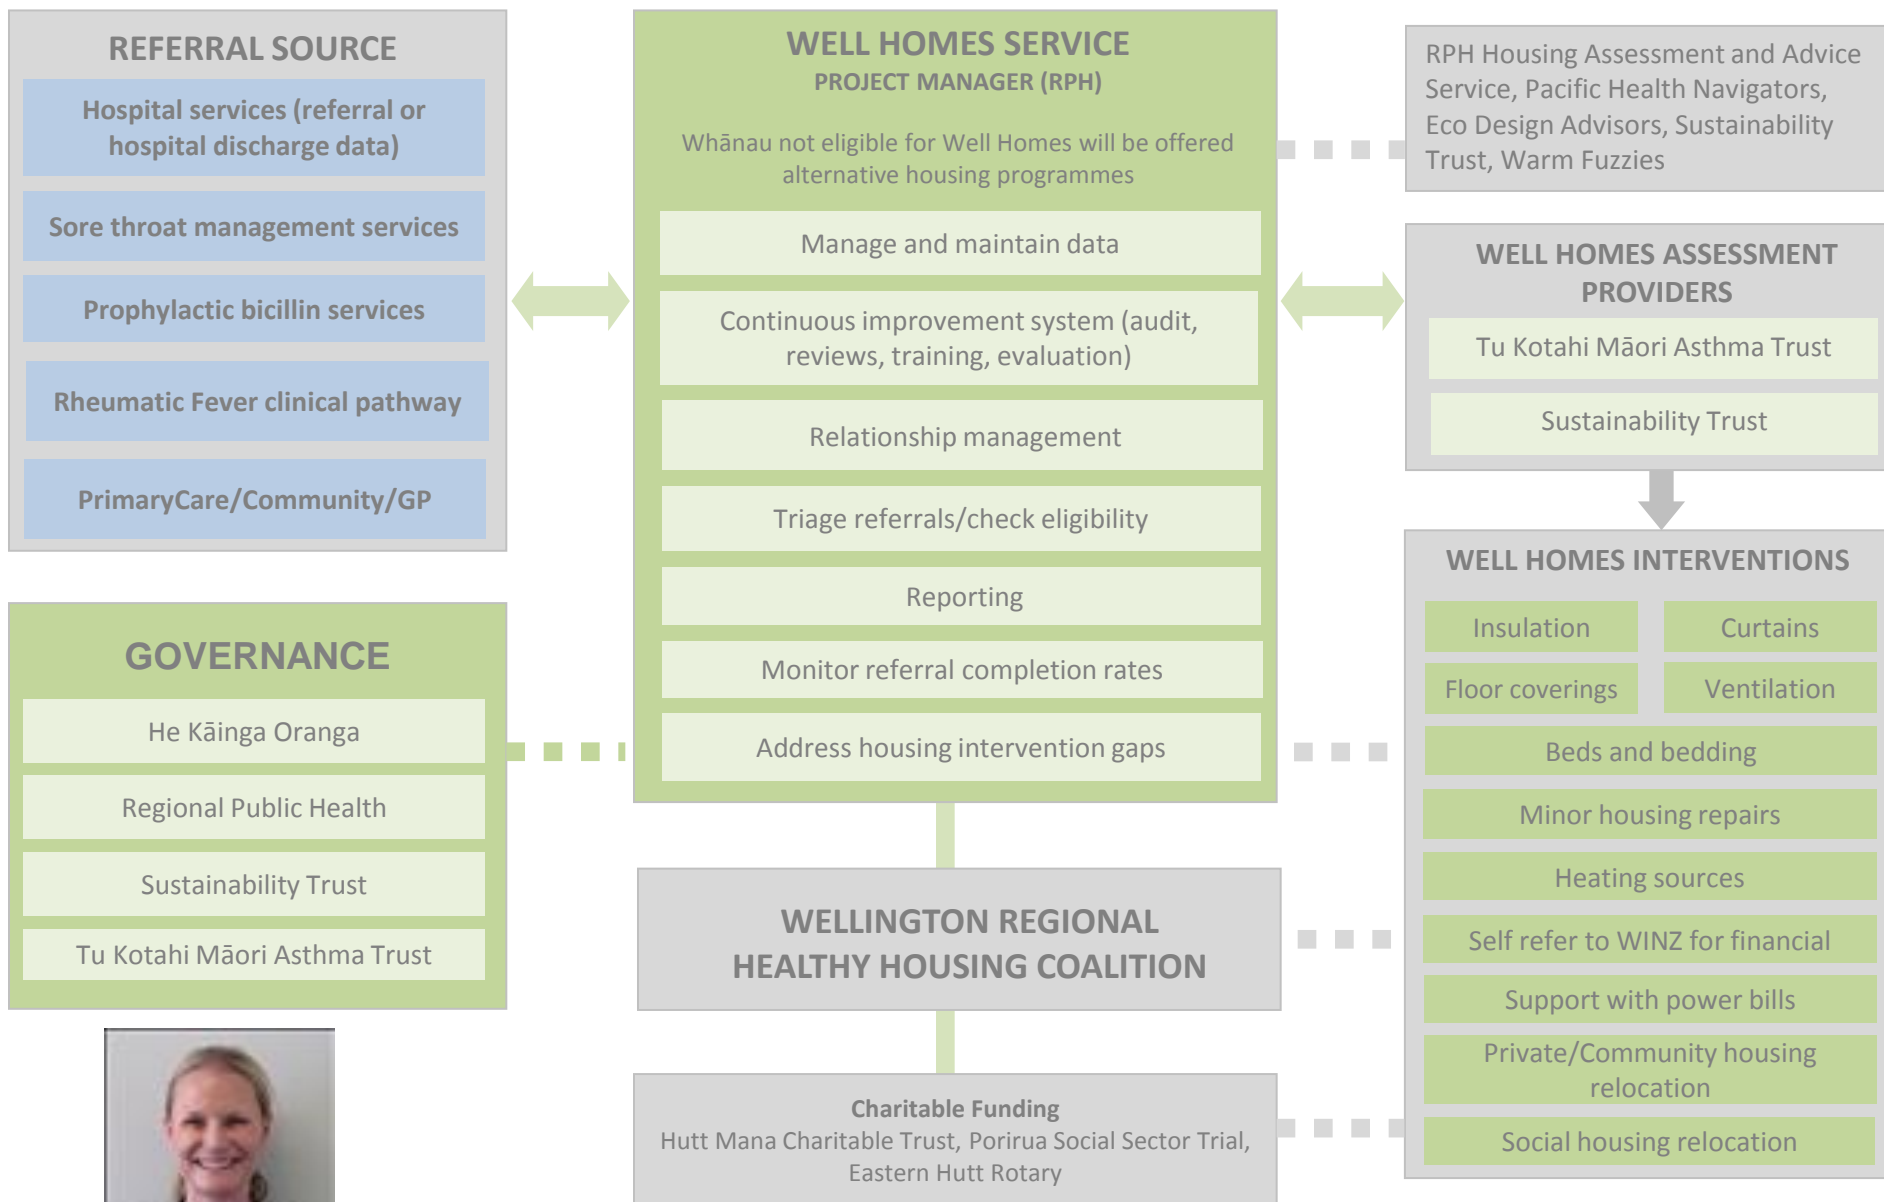 REFERRAL SOURCE
Hospital services (referral or
hospital discharge data)
Sore throat management services
Prophylactic bicillin services
Rheumatic Fever clinical pathway
PrimaryCare/Community/GP
GOVERNANCE
He Kāinga Oranga
Regional Public Health
Sustainability Trust
Tu Kotahi Māori Asthma Trust
WELL HOMES SERVICE
PROJECT MANAGER (RPH)
Whānau not eligible for Well Homes will be offered
alternative housing programmes
Manage and maintain data
Continuous improvement system (audit,
reviews, training, evaluation)
Relationship management
Triage referrals/check eligibility
Reporting
Monitor referral completion rates
Address housing intervention gaps
WELLINGTON REGIONAL
HEALTHY HOUSING COALITION
Charitable Funding
Hutt Mana Charitable Trust, Porirua Social Sector Trial,
Eastern Hutt Rotary
RPH Housing Assessment and Advice
Service, Pacific Health Navigators,
Eco Design Advisors, Sustainability
Trust, Warm Fuzzies
WELL HOMES ASSESSMENT
PROVIDERS
Tu Kotahi Māori Asthma Trust
Sustainability Trust
WELL HOMES INTERVENTIONS
Insulation
Curtains
Floor coverings
Ventilation
Beds and bedding
Minor housing repairs
Heating sources
Self refer to WINZ for financial
Support with power bills
Private/Community housing
relocation
Social housing relocation